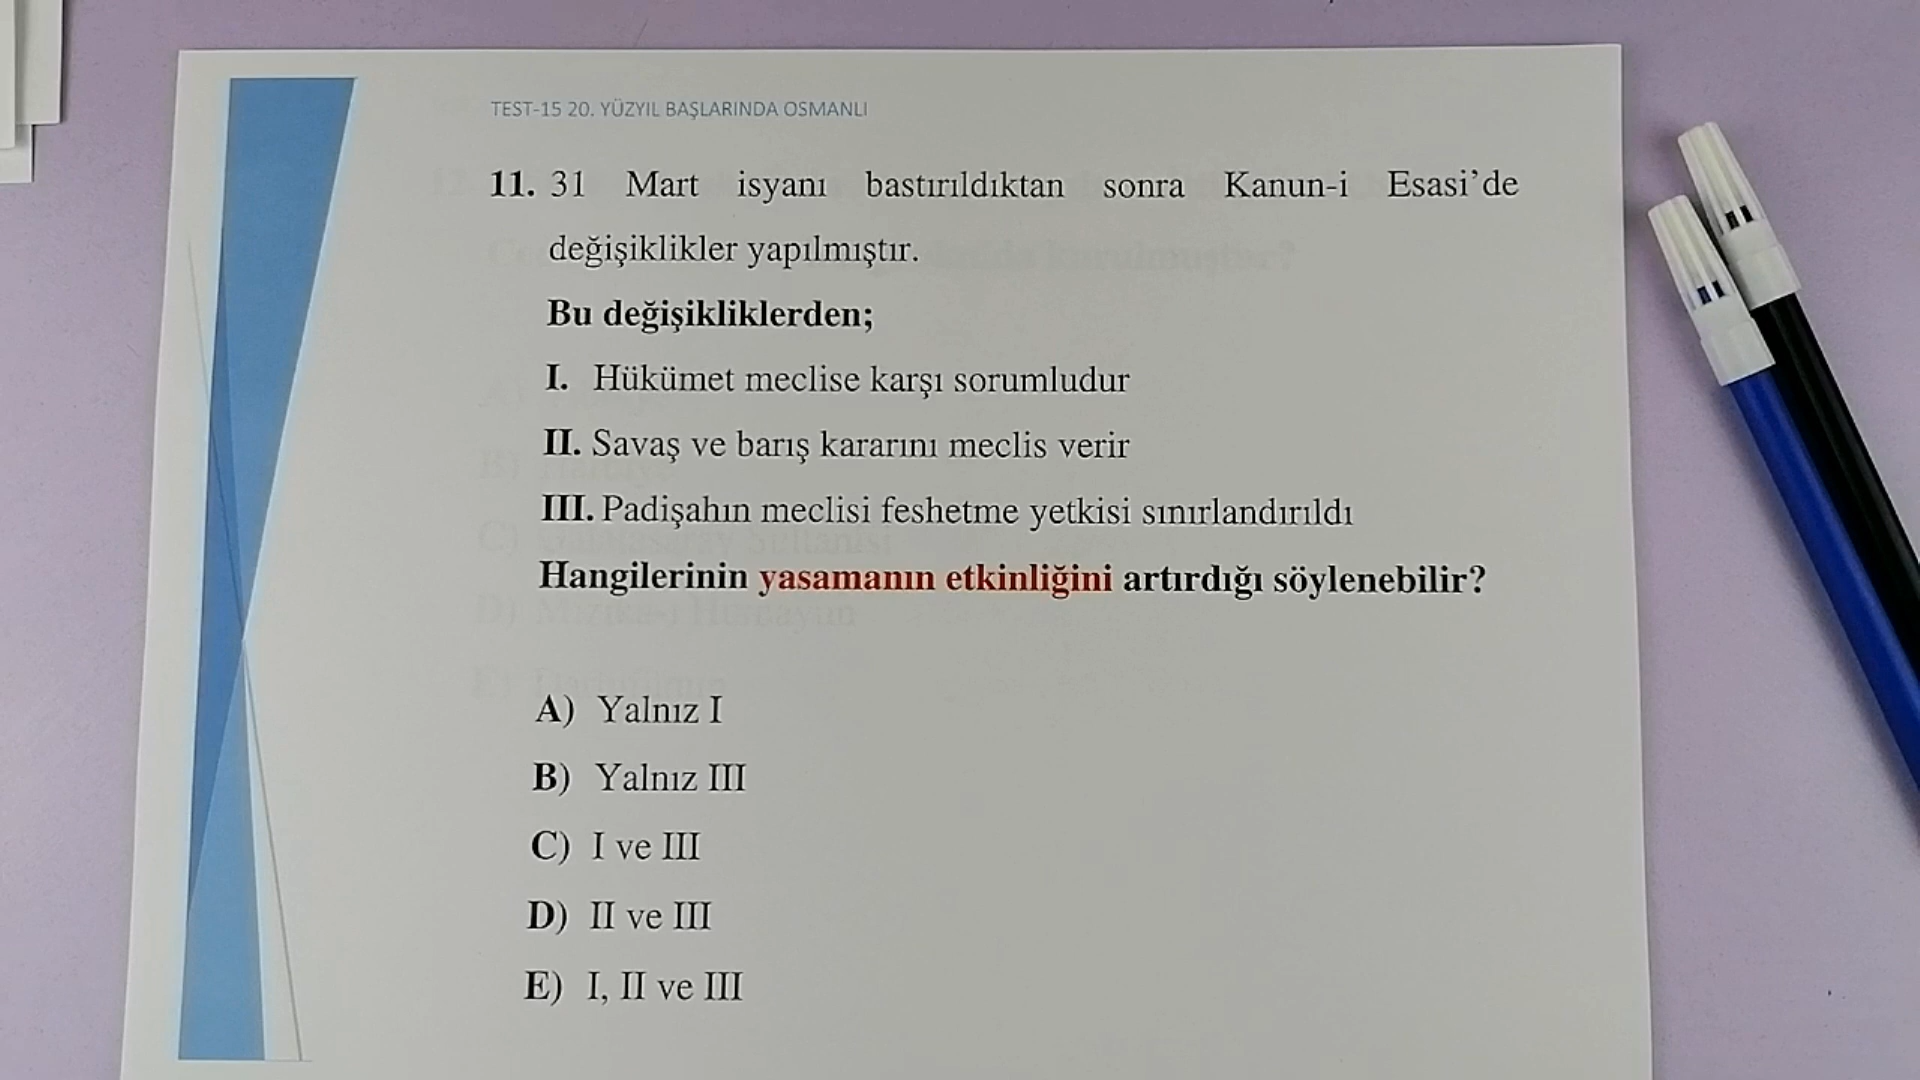 TEST-15 20. YÜZYIL BAŞLARINDA OSMANLI
11. 31 Mart isyanı bastırıldıktan sonra Kanun-i Esasi’de
değişiklikler yapılmıştır.
Bu değişikliklerden;
I. Hükümet meclise karşı sorumludur
II. Savaş ve barış kararını meclis verir
III. Padişahın meclisi feshetme yetkisi sınırlandırıldı
Hangilerinin yasamanın etkinliğini artırdığı söylenebilir?
A) Yalnız I
B) Yalnız III
C) I ve III
D) II ve III
E) I, II ve III